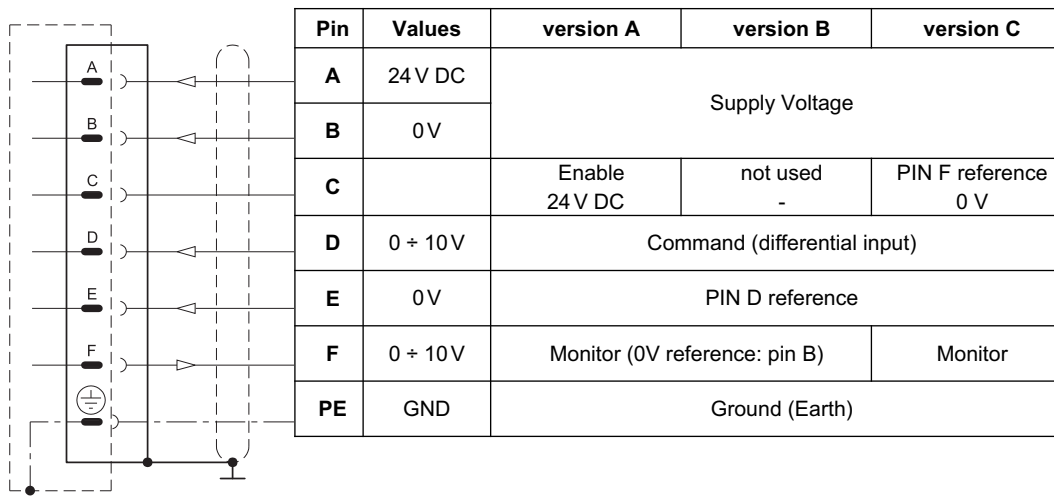 Pin Values version A version B version C
A
A 24 V DC
Supply Voltage
B
B 0 V
C
C Enable not used PIN F reference
24 V DC - 0 V
D
D 0 ÷ 10 V Command (differential input)
E
E 0 V PIN D reference
F
F 0 ÷ 10 V Monitor (0V reference: pin B) Monitor
PE GND Ground (Earth)